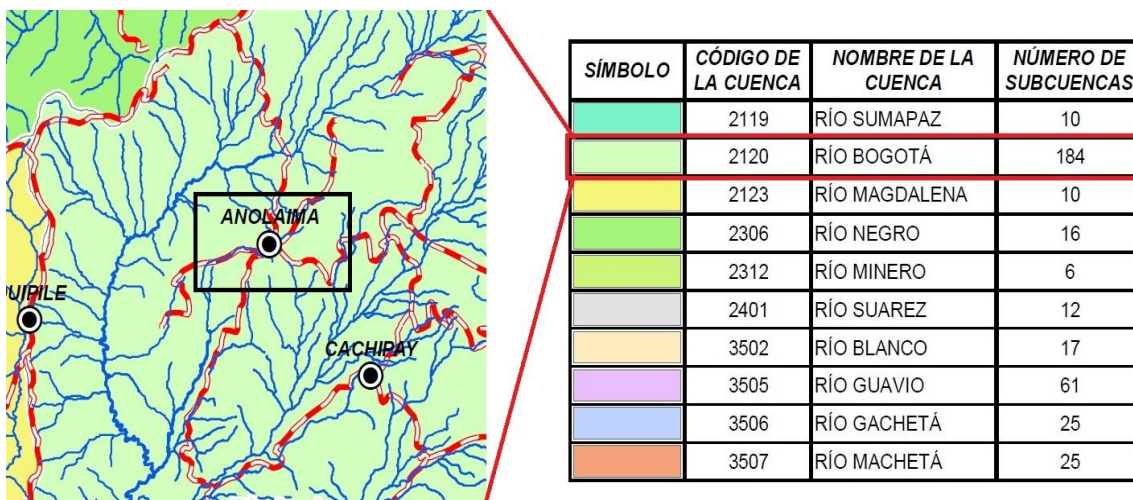 ANOLAIMA
UIPILE
CACHIPAY
SÍMBOLO CÓDIGO DE LA CUENCA NOMBRE DE LA CUENCA NÚMERO DE SUBCUENCAS
2119 RÍO SUMAPAZ 10
2120 RÍO BOGOTÁ 184
2123 RÍO MAGDALENA 10
2306 RÍO NEGRO 16
2312 RÍO MINERO 6
2401 RÍO SUAREZ 12
3502 RÍO BLANCO 17
3505 RÍO GUAVIO 61
3506 RÍO GACHETÁ 25
3507 RÍO MACHETÁ 25